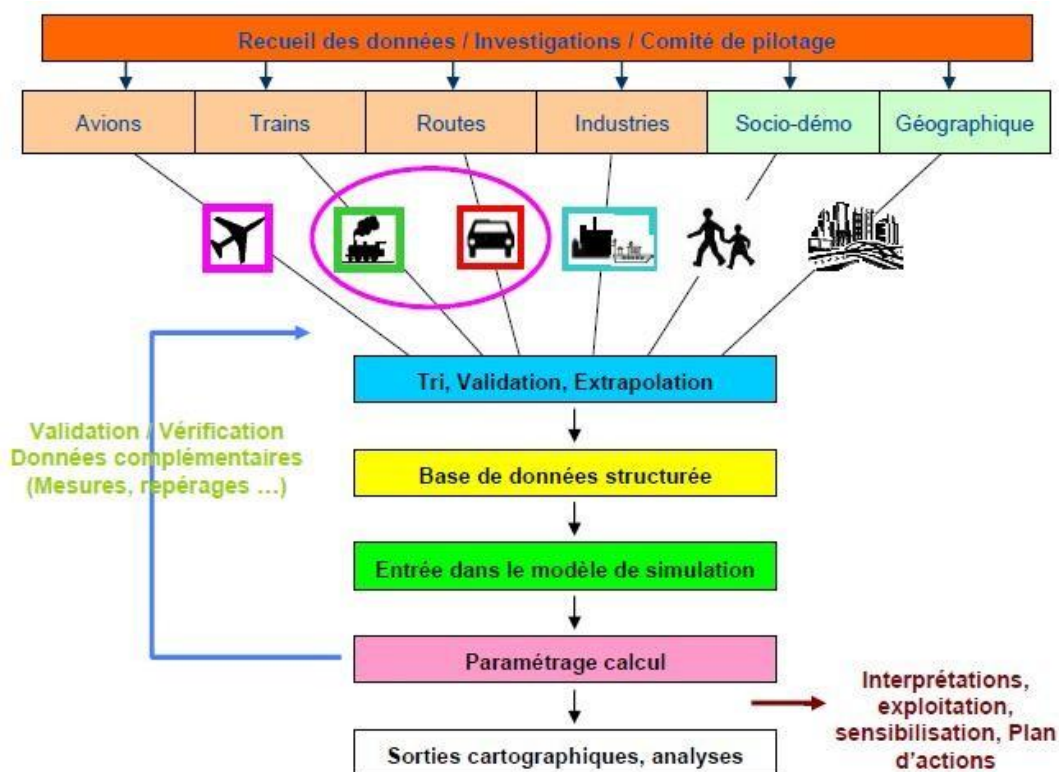 Recueil des données / Investigations / Comité de pilotage
Avions
Trains
Routes
Industries
Socio-démo
Géographique
Tri, Validation, Extrapolation
Validation / Vérification
Données complémentaires
(Mesures, repérages …)
Base de données structurée
Entrée dans le modèle de simulation
Paramétrage calcul
Interprétations,
exploitation,
sensibilisation, Plan
d'actions
Sorties cartographiques, analyses